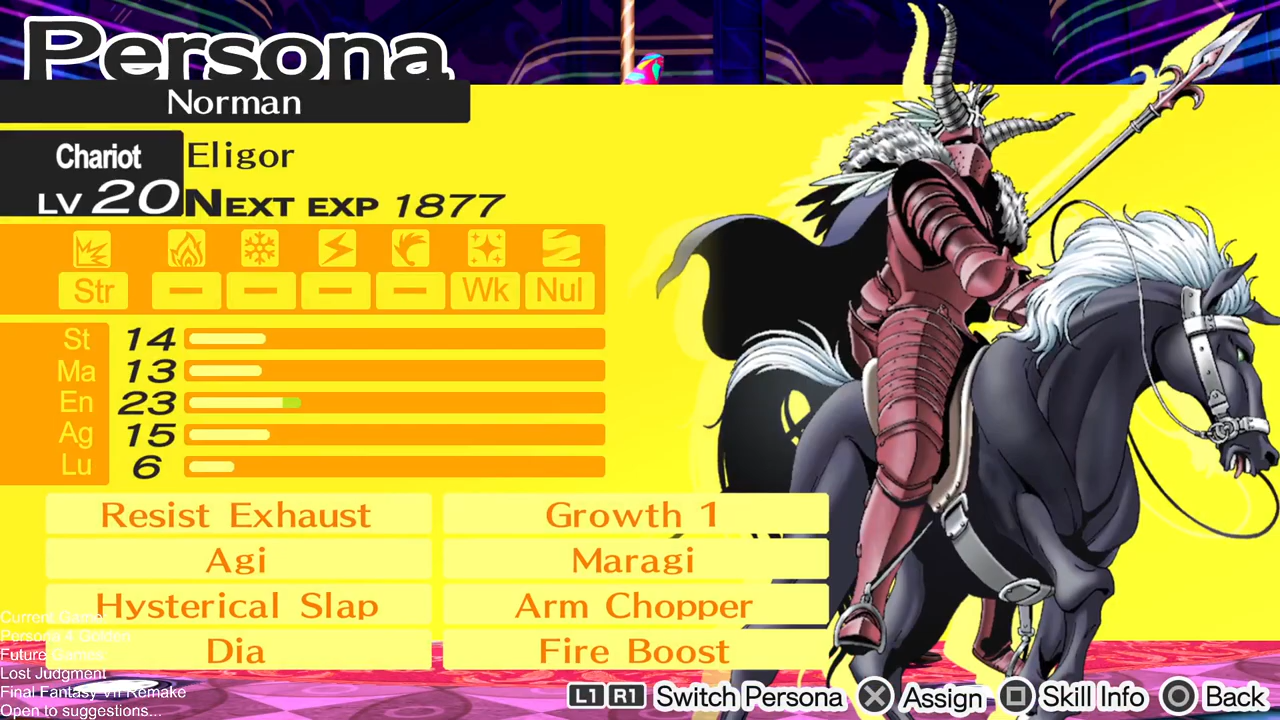 Persona
Norman
Chariot
Eligor
LV 20
NEXT EXP 1877
Str — — — — Wk Nul
St 14
Ma 13
En 23
Ag 15
Lu 6
Resist Exhaust
Growth 1
Agi
Maragi
Hysterical Slap
Arm Chopper
Dia
Fire Boost
Current Game:
Persona 4 Golden
Future Games:
Lost Judgment
Final Fantasy VII Remake
Open to suggestions...
L1 R1 Switch Persona Assign Skill Info Back